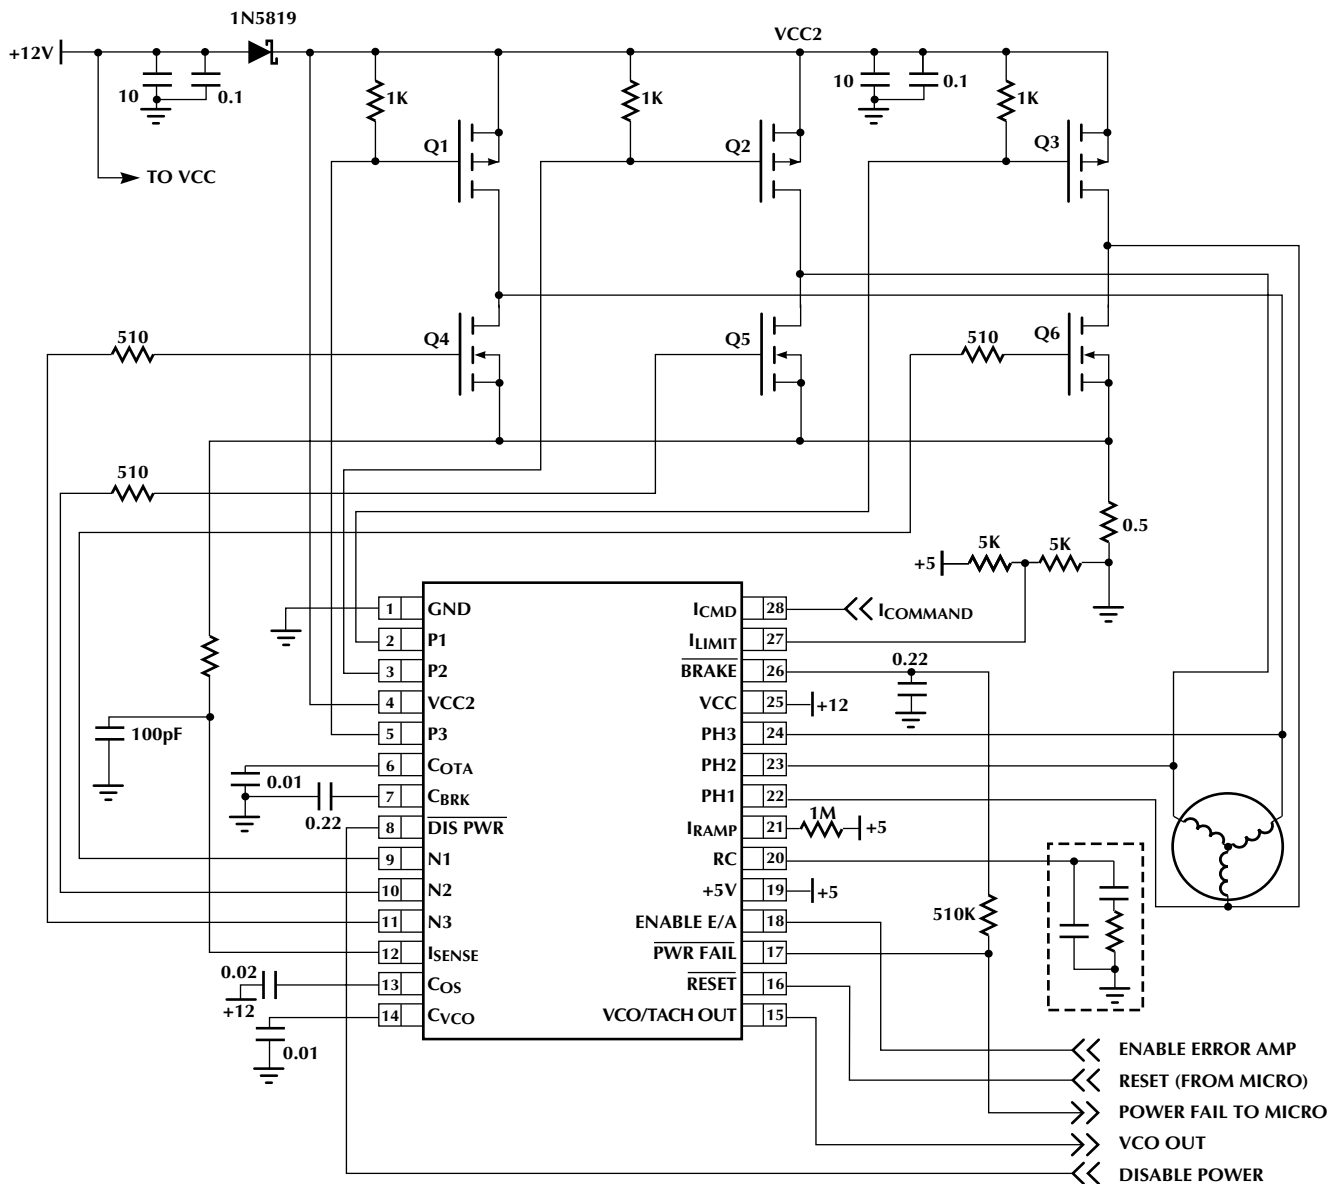 1N5819
+12V
VCC2
10
0.1
1K
1K
10
0.1
1K
TO VCC
Q1
Q2
Q3
510
Q4
Q5
510
Q6
510
0.5
+5
5K
5K
1
GND
2
P1
3
P2
4
VCC2
5
P3
6
COTA
7
CBRK
8
DIS PWR
9
N1
10
N2
11
N3
12
ISENSE
13
COS
14
CVCO
ICMD
28
ICOMMAND
ILIMIT
27
BRAKE
26
0.22
VCC
25
+12
PH3
24
PH2
23
PH1
22
IRAMP
21
1M
+5
RC
20
+5V
19
+5
ENABLE E/A
18
510K
PWR FAIL
17
RESET
16
VCO/TACH OUT
15
100pF
0.01
0.22
0.02
+12
0.01
ENABLE ERROR AMP
RESET (FROM MICRO)
POWER FAIL TO MICRO
VCO OUT
DISABLE POWER